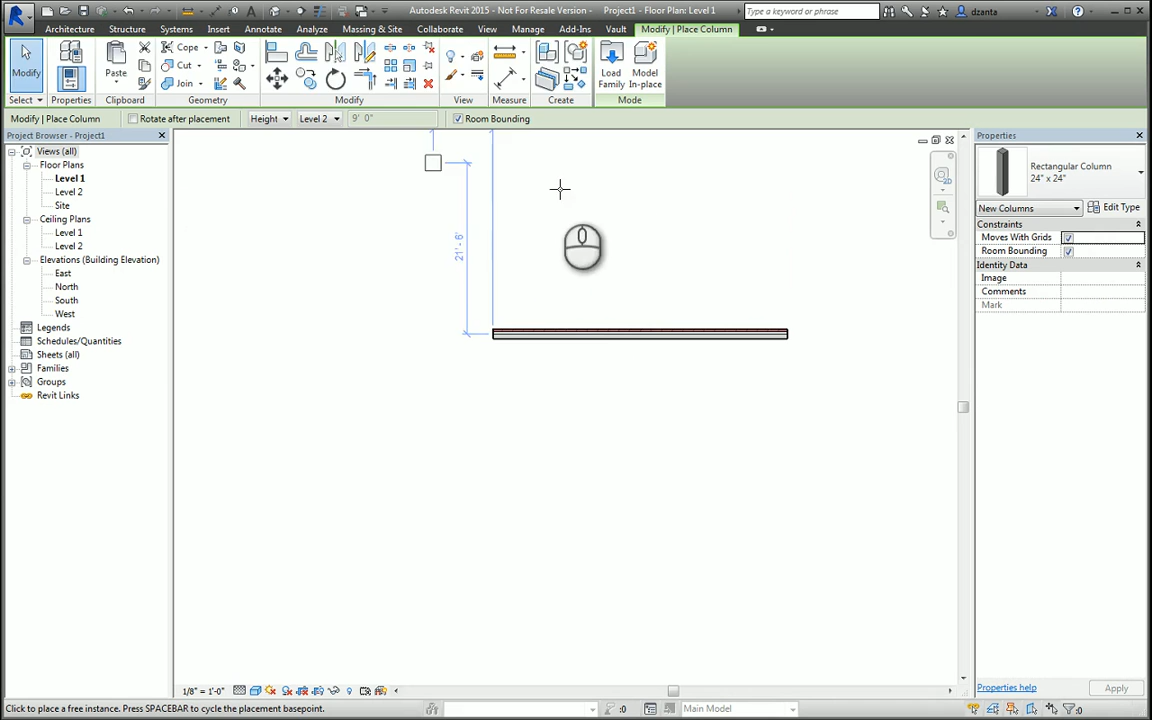 Autodesk Revit 2015 - Not For Resale Version - Project1 - Floor Plan: Level 1
Type a keyword or phrase
dzanta
Architecture Structure Systems Insert Annotate Analyze Massing & Site Collaborate View Manage Add-Ins Vault Modify | Place Column
Modify Paste Cope Cut Join Load Family Model In-place
Select Properties Clipboard Geometry Modify View Measure Create Mode
Modify | Place Column Rotate after placement Height Level 2 9' 0" Room Bounding
Project Browser - Project1
Views (all)
Floor Plans
Level 1
Level 2
Site
Ceiling Plans
Level 1
Level 2
Elevations (Building Elevation)
East
North
South
West
Legends
Schedules/Quantities
Sheets (all)
Families
Groups
Revit Links
21' - 6"
2D
Properties
Rectangular Column
24" x 24"
New Columns Edit Type
Constraints
Moves With Grids
Room Bounding
Identity Data
Image
Comments
Mark
Properties help Apply
1/8" = 1'-0"
Click to place a free instance. Press SPACEBAR to cycle the placement basepoint.
:0 Main Model :0